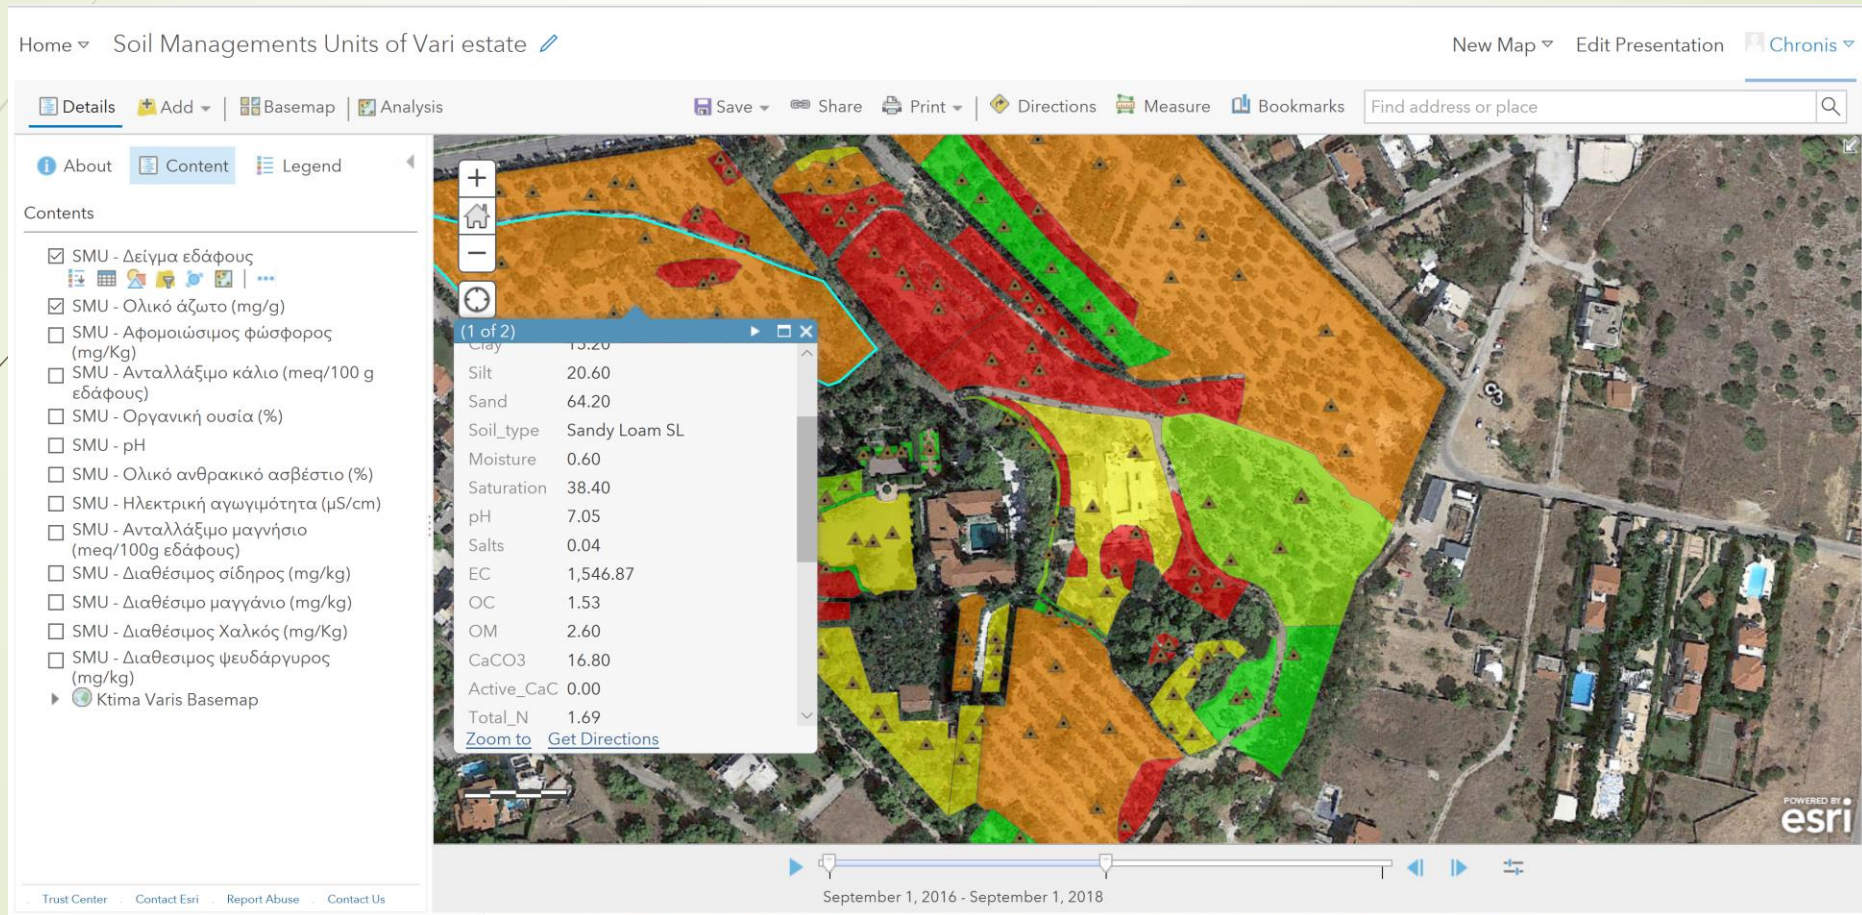 Home
Soil Managements Units of Vari estate
New Map
Edit Presentation
Chronis
Details
Add
Basemap
Analysis
Save
Share
Print
Directions
Measure
Bookmarks
Find address or place
About
Content
Legend
Contents
SMU - Δείγμα εδάφους
SMU - Ολικό άζωτο (mg/g)
SMU - Αφομοιώσιμος φώσφορος
(mg/Kg)
SMU - Ανταλλάξιμο κάλιο (meq/100 g
εδάφους)
SMU - Οργανική ουσία (%)
SMU - pH
SMU - Ολικό ανθρακικό ασβέστιο (%)
SMU - Ηλεκτρική αγωγιμότητα (μS/cm)
SMU - Ανταλλάξιμο μαγνήσιο
(meq/100g εδάφους)
SMU - Διαθέσιμος σίδηρος (mg/kg)
SMU - Διαθέσιμο μαγγάνιο (mg/kg)
SMU - Διαθέσιμος Χαλκός (mg/Kg)
SMU - Διαθεσιμος ψευδάργυρος
(mg/kg)
Ktima Varis Basemap
Trust Center
Contact Esri
Report Abuse
Contact Us
(1 of 2)
Clay 15.20
Silt 20.60
Sand 64.20
Soil_type Sandy Loam SL
Moisture 0.60
Saturation 38.40
pH 7.05
Salts 0.04
EC 1,546.87
OC 1.53
OM 2.60
CaCO3 16.80
Active_CaC 0.00
Total_N 1.69
Zoom to Get Directions
POWERED BY
esri
September 1, 2016 - September 1, 2018